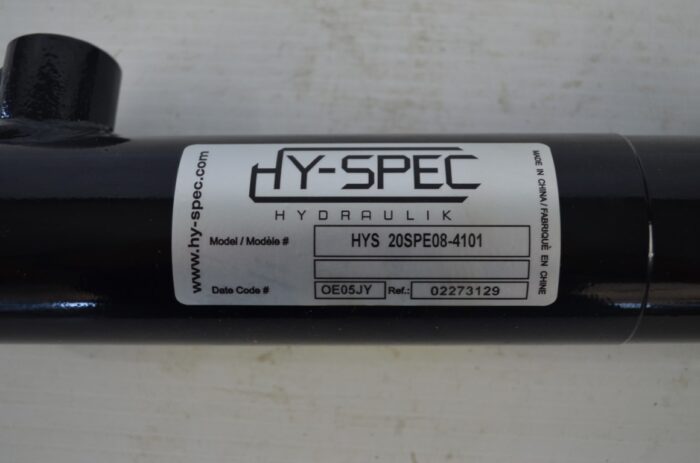 www.hy-spec.com
HY-SPEC
HYDRAULIK
Model / Modèle # HYS 20SPE08-4101
Date Code # OE05JY Ref.: 02273129
MADE IN CHINA / FABRIQUÉ EN CHINE